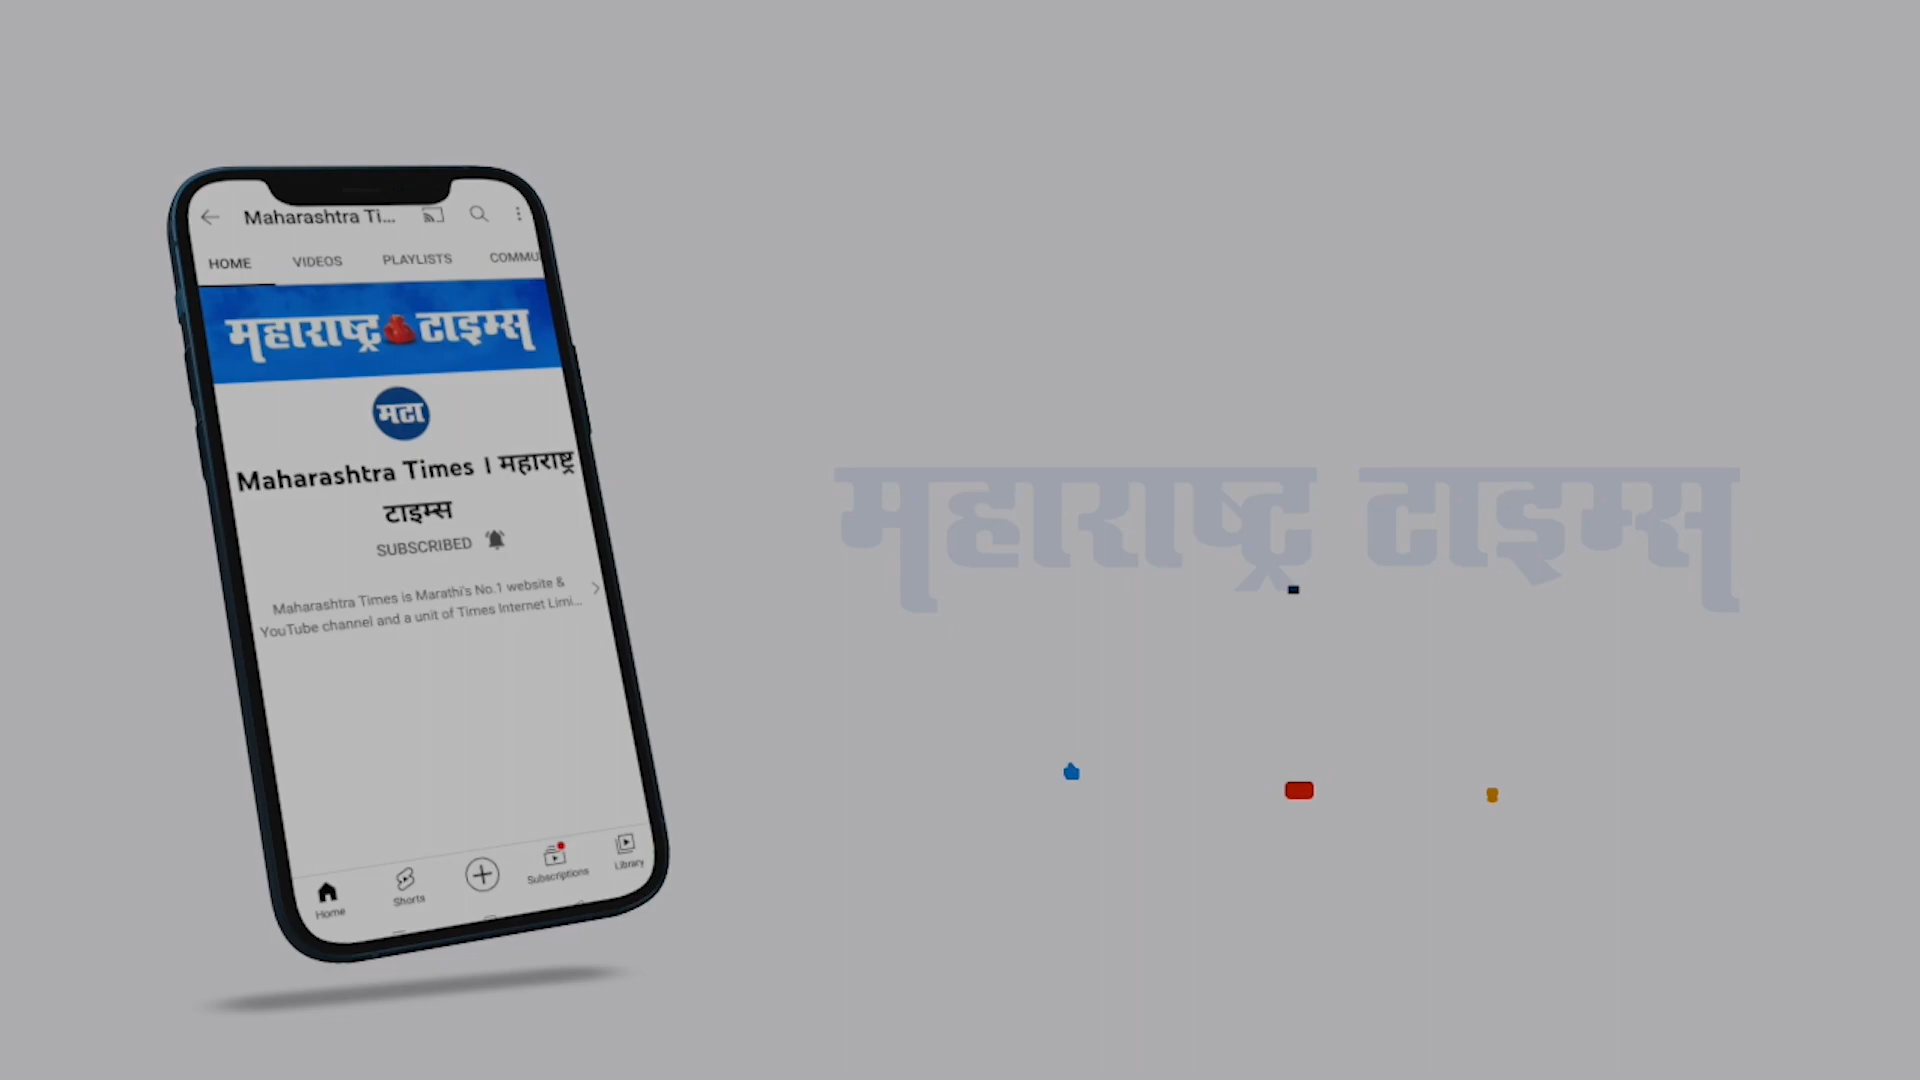 Maharashtra Ti...
HOME VIDEOS PLAYLISTS COMMU
महाराष्ट्र टाइम्स
मटा
Maharashtra Times । महाराष्ट्र
टाइम्स
SUBSCRIBED
Maharashtra Times is Marathi's No.1 website &
YouTube channel and a unit of Times Internet Limi...
Home Shorts Subscriptions Library
महाराष्ट्र टाइम्स